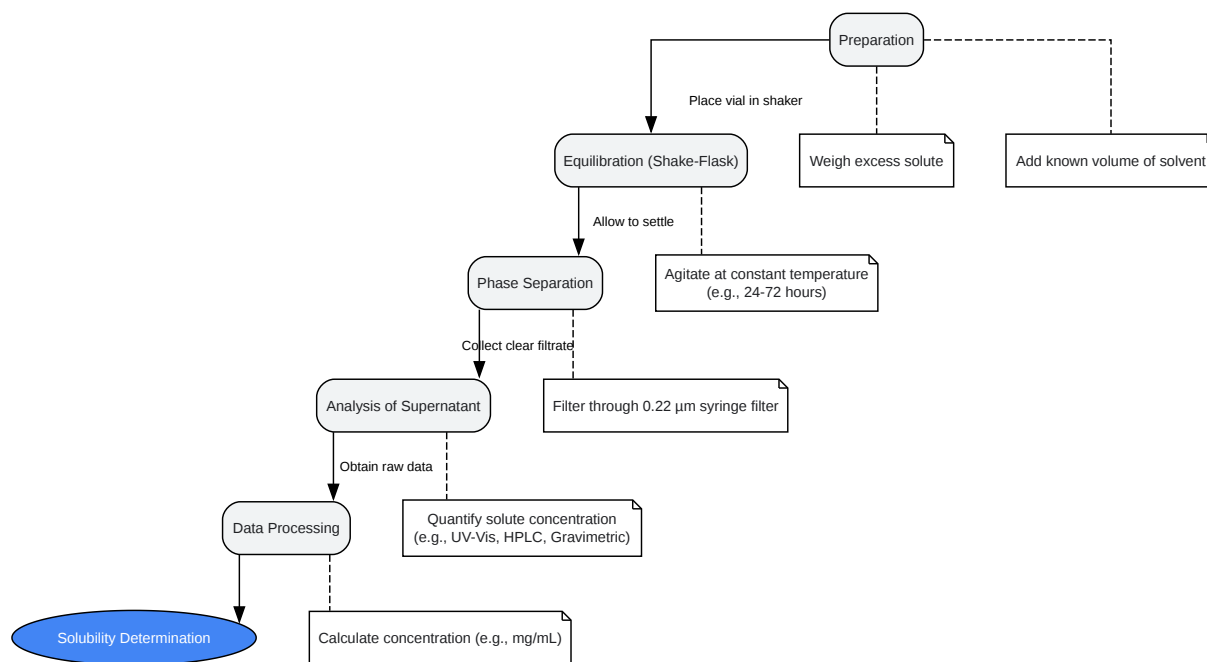 Preparation
Place vial in shaker
Equilibration (Shake-Flask)
Weigh excess solute
Add known volume of solvent
Allow to settle
Phase Separation
Agitate at constant temperature
(e.g., 24-72 hours)
Collect clear filtrate
Analysis of Supernatant
Filter through 0.22 µm syringe filter
Obtain raw data
Data Processing
Quantify solute concentration
(e.g., UV-Vis, HPLC, Gravimetric)
Solubility Determination
Calculate concentration (e.g., mg/mL)